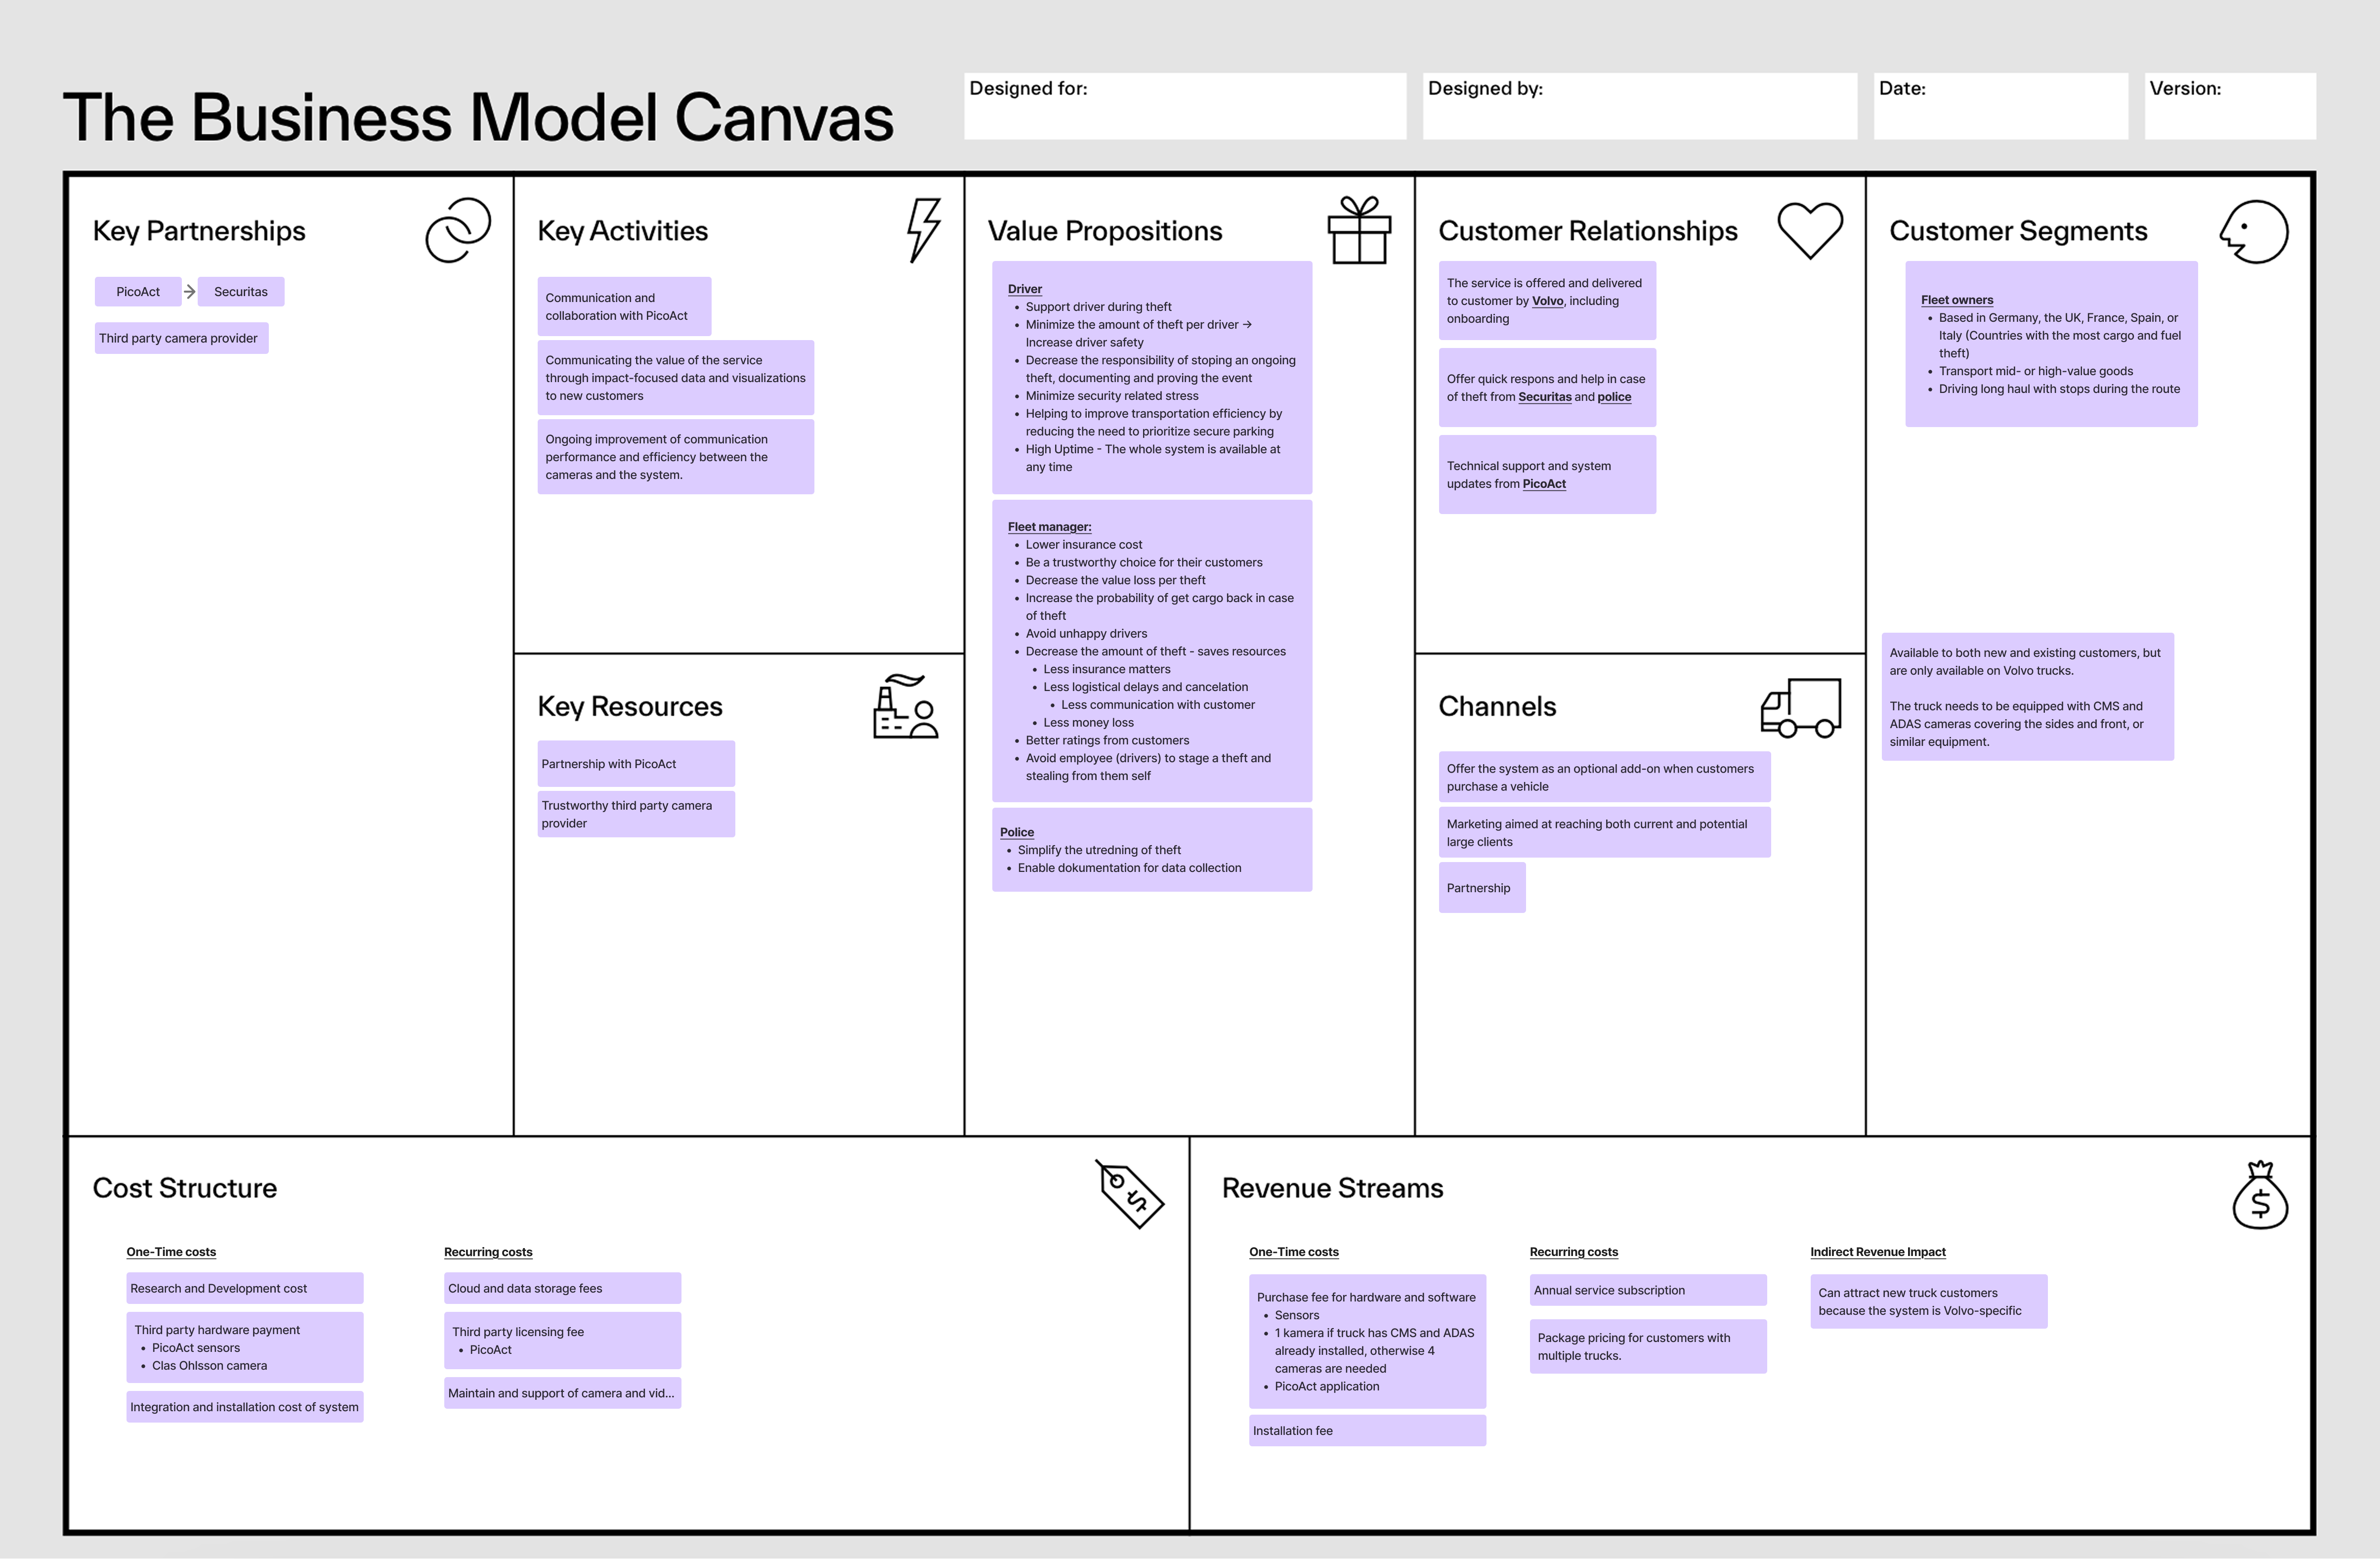 The Business Model Canvas
Designed for:
Designed by:
Date:
Version:
Key Partnerships
PicoAct
Securitas
Third party camera provider
Key Activities
Communication and
collaboration with PicoAct
Communicating the value of the service
through impact-focused data and visualizations
to new customers
Ongoing improvement of communication
performance and efficiency between the
cameras and the system.
Key Resources
Partnership with PicoAct
Trustworthy third party camera
provider
Value Propositions
Driver
• Support driver during theft
• Minimize the amount of theft per driver →
Increase driver safety
• Decrease the responsibility of stoping an ongoing
theft, documenting and proving the event
• Minimize security related stress
• Helping to improve transportation efficiency by
reducing the need to prioritize secure parking
• High Uptime - The whole system is available at
any time
Fleet manager:
• Lower insurance cost
• Be a trustworthy choice for their customers
• Decrease the value loss per theft
• Increase the probability of get cargo back in case
of theft
• Avoid unhappy drivers
• Decrease the amount of theft - saves resources
• Less insurance matters
• Less logistical delays and cancelation
• Less communication with customer
• Less money loss
• Better ratings from customers
• Avoid employee (drivers) to stage a theft and
stealing from them self
Police
• Simplify the utredning of theft
• Enable dokumentation for data collection
Customer Relationships
The service is offered and delivered
to customer by Volvo, including
onboarding
Offer quick respons and help in case
of theft from Securitas and police
Technical support and system
updates from PicoAct
Channels
Offer the system as an optional add-on when customers
purchase a vehicle
Marketing aimed at reaching both current and potential
large clients
Partnership
Customer Segments
Fleet owners
• Based in Germany, the UK, France, Spain, or
Italy (Countries with the most cargo and fuel
theft)
• Transport mid- or high-value goods
• Driving long haul with stops during the route
Available to both new and existing customers, but
are only available on Volvo trucks.
The truck needs to be equipped with CMS and
ADAS cameras covering the sides and front, or
similar equipment.
Cost Structure
$
One-Time costs
Research and Development cost
Third party hardware payment
• PicoAct sensors
• Clas Ohlsson camera
Integration and installation cost of system
Recurring costs
Cloud and data storage fees
Third party licensing fee
• PicoAct
Maintain and support of camera and vid...
Revenue Streams
$
One-Time costs
Purchase fee for hardware and software
• Sensors
• 1 kamera if truck has CMS and ADAS
already installed, otherwise 4
cameras are needed
• PicoAct application
Installation fee
Recurring costs
Annual service subscription
Package pricing for customers with
multiple trucks.
Indirect Revenue Impact
Can attract new truck customers
because the system is Volvo-specific